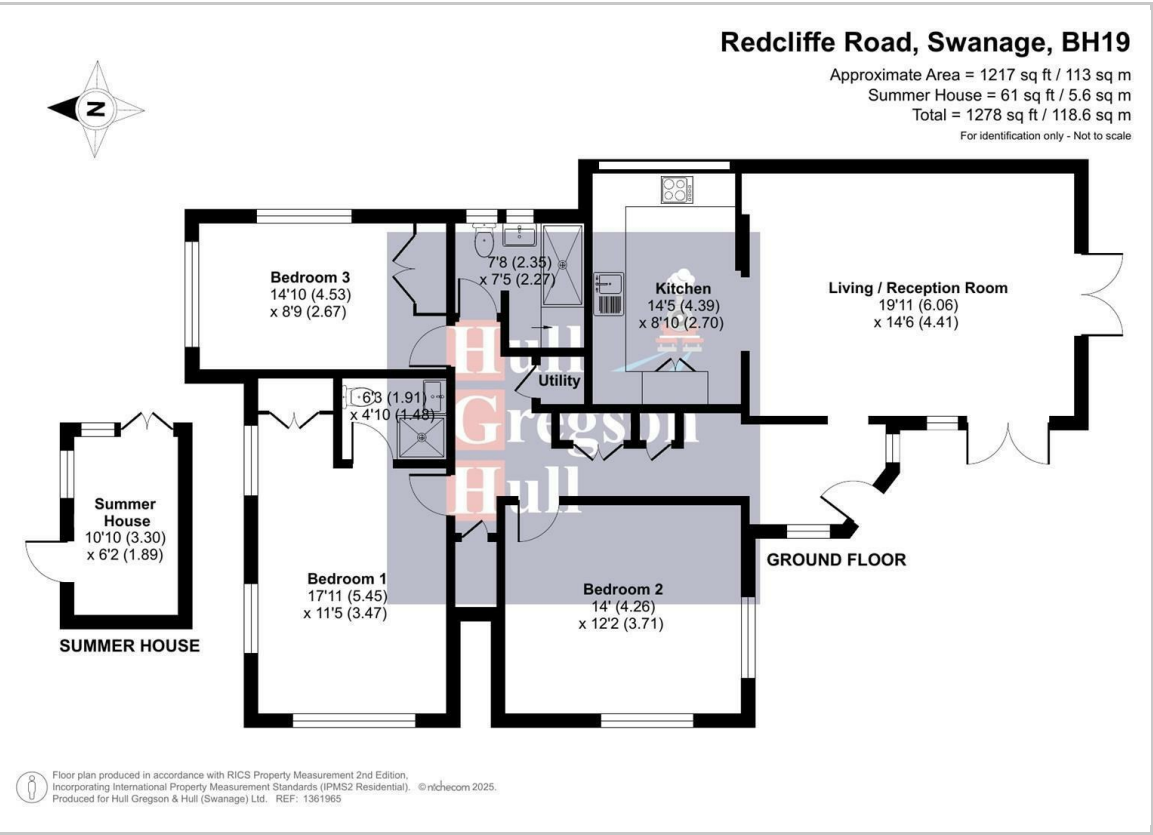 Redcliffe Road, Swanage, BH19
Approximate Area = 1217 sq ft / 113 sq m
Summer House = 61 sq ft / 5.6 sq m
Total = 1278 sq ft / 118.6 sq m
For identification only - Not to scale
N
Bedroom 3
14'10 (4.53)
x 8'9 (2.67)
7'8 (2.35)
x 7'5 (2.27)
Kitchen
14'5 (4.39)
x 8'10 (2.70)
Living / Reception Room
19'11 (6.06)
x 14'6 (4.41)
Utility
6'3 (1.91)
x 4'10 (1.48)
Hull
Gregson
Hull
Summer
House
10'10 (3.30)
x 6'2 (1.89)
SUMMER HOUSE
Bedroom 1
17'11 (5.45)
x 11'5 (3.47)
Bedroom 2
14' (4.26)
x 12'2 (3.71)
GROUND FLOOR
Floor plan produced in accordance with RICS Property Measurement 2nd Edition,
Incorporating International Property Measurement Standards (IPMS2 Residential). © nichecom 2025.
Produced for Hull Gregson & Hull (Swanage) Ltd. REF: 1361965